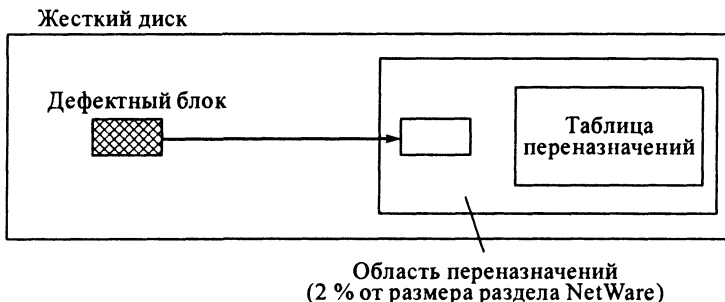 Жесткий диск
Дефектный блок
Таблица
переназначений
Область переназначений
(2 % от размера раздела NetWare)